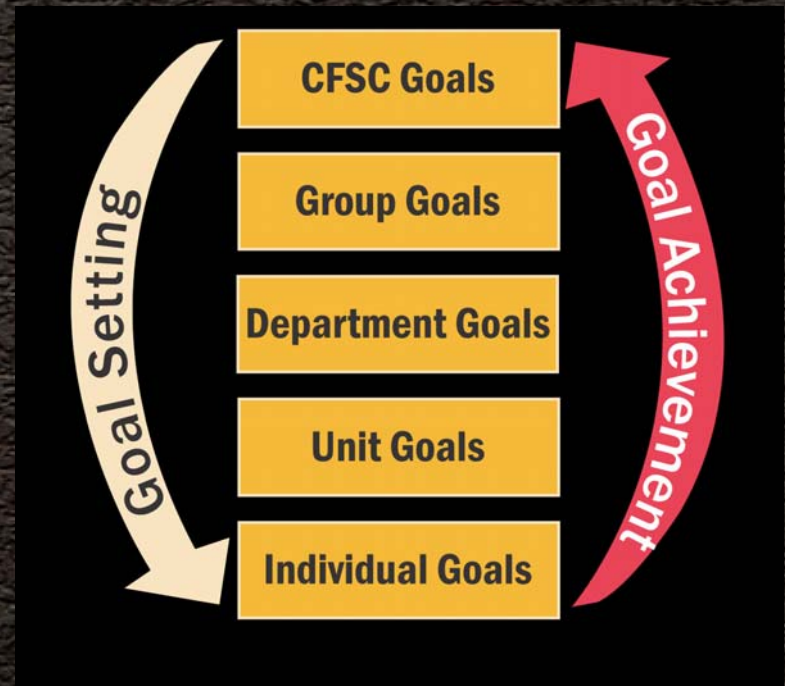 CFSC Goals
Group Goals
Department Goals
Unit Goals
Individual Goals
Goal Setting
Goal Achievement